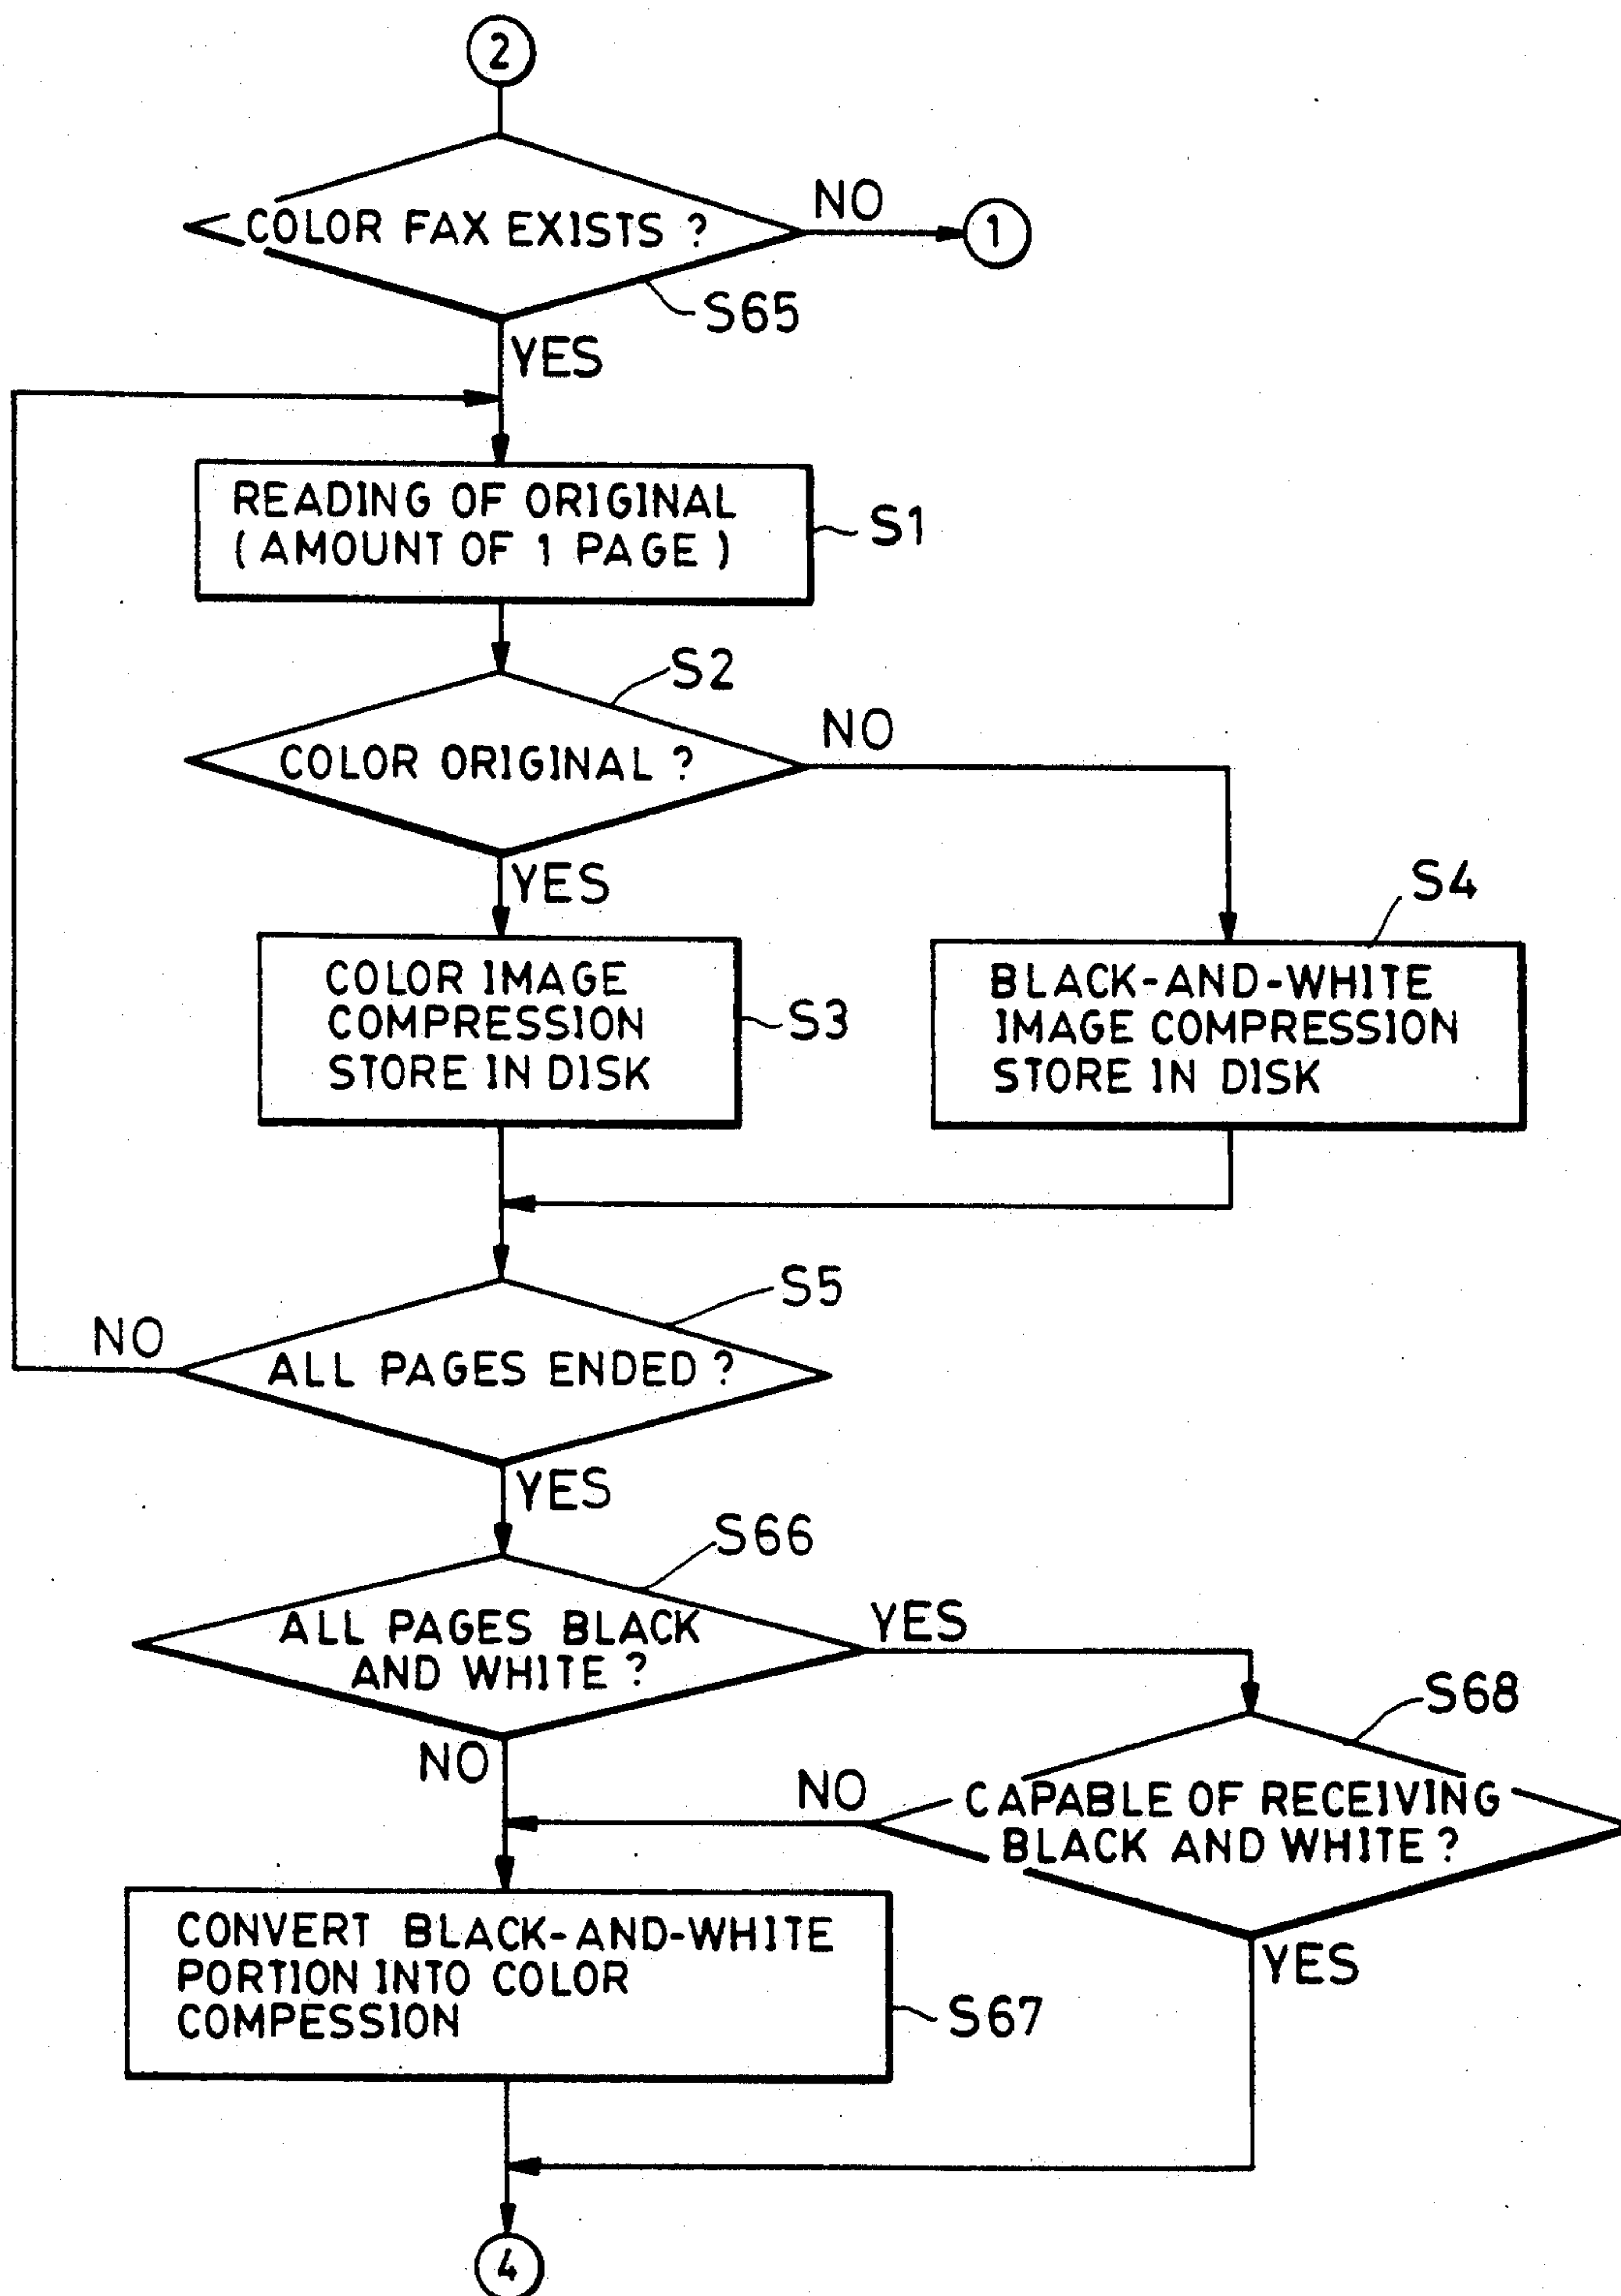 2
COLOR FAX EXISTS ?
NO
1
S65
YES
READING OF ORIGINAL
( AMOUNT OF 1 PAGE )
S1
S2
COLOR ORIGINAL ?
NO
YES
S4
COLOR IMAGE
COMPRESSION
STORE IN DISK
S3
BLACK-AND-WHITE
IMAGE COMPRESSION
STORE IN DISK
S5
NO
ALL PAGES ENDED ?
YES
S66
ALL PAGES BLACK
AND WHITE ?
YES
S68
NO
NO
CAPABLE OF RECEIVING
BLACK AND WHITE ?
YES
CONVERT BLACK-AND-WHITE
PORTION INTO COLOR
COMPESSION
S67
4